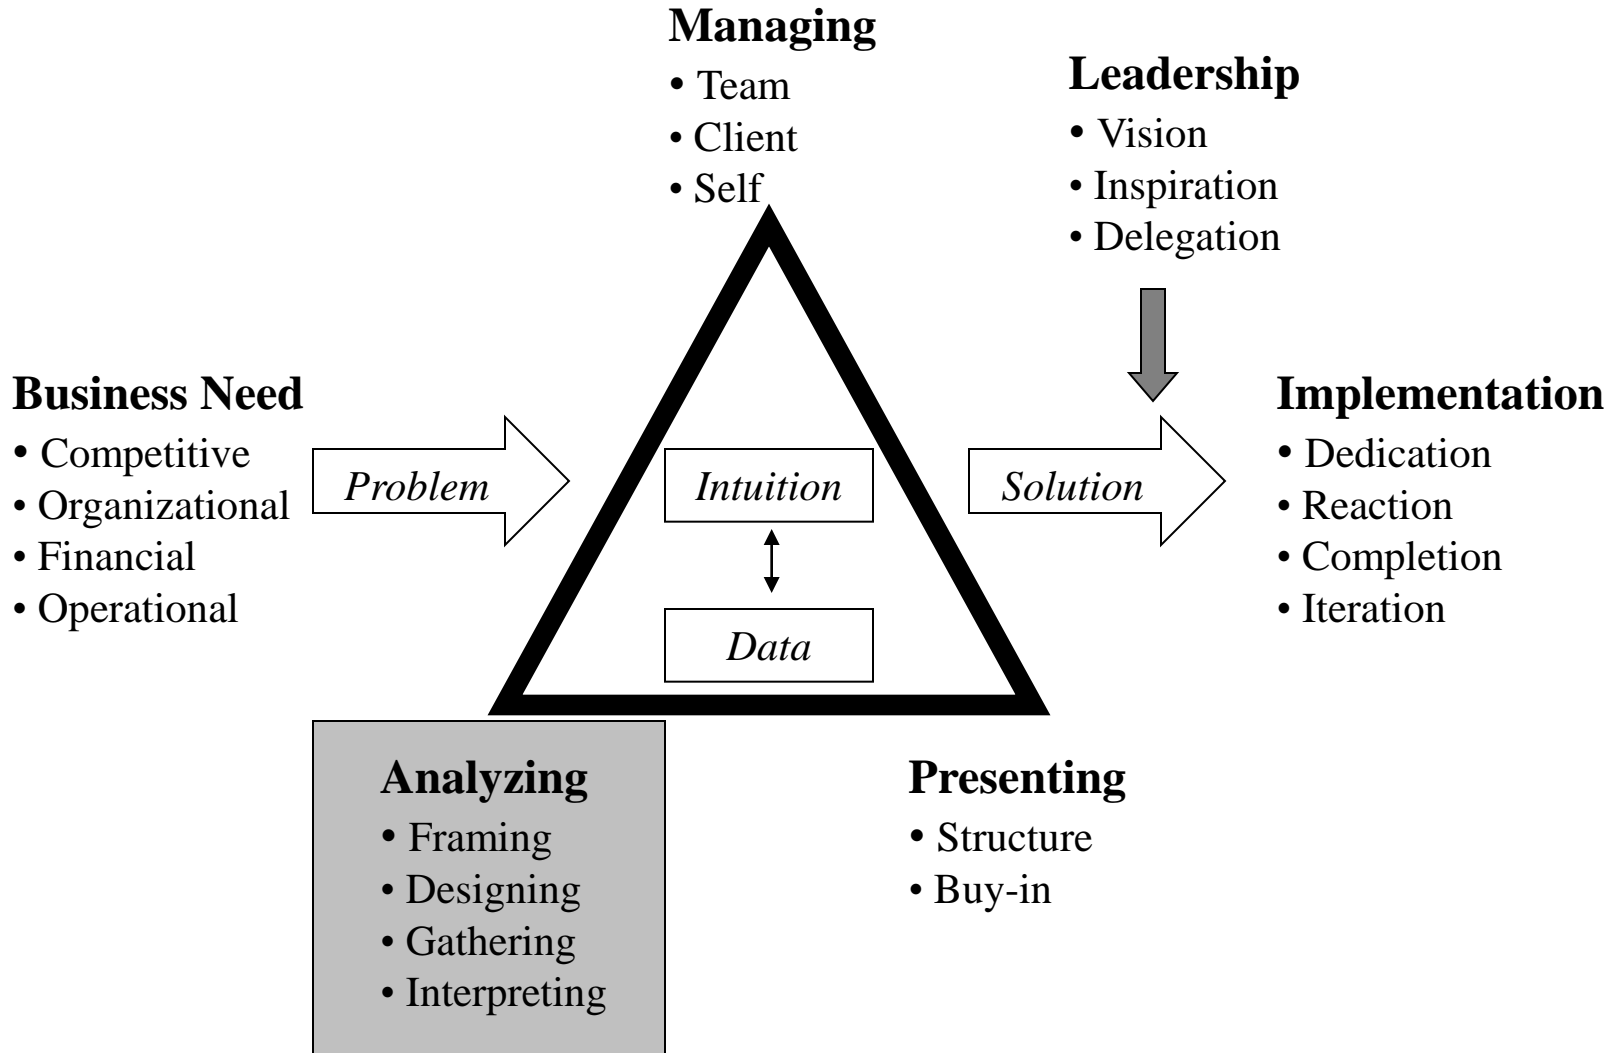 Managing
• Team
• Client
• Self
Leadership
• Vision
• Inspiration
• Delegation
Business Need
• Competitive
• Organizational
• Financial
• Operational
Problem
Intuition
Data
Solution
Implementation
• Dedication
• Reaction
• Completion
• Iteration
Analyzing
• Framing
• Designing
• Gathering
• Interpreting
Presenting
• Structure
• Buy-in